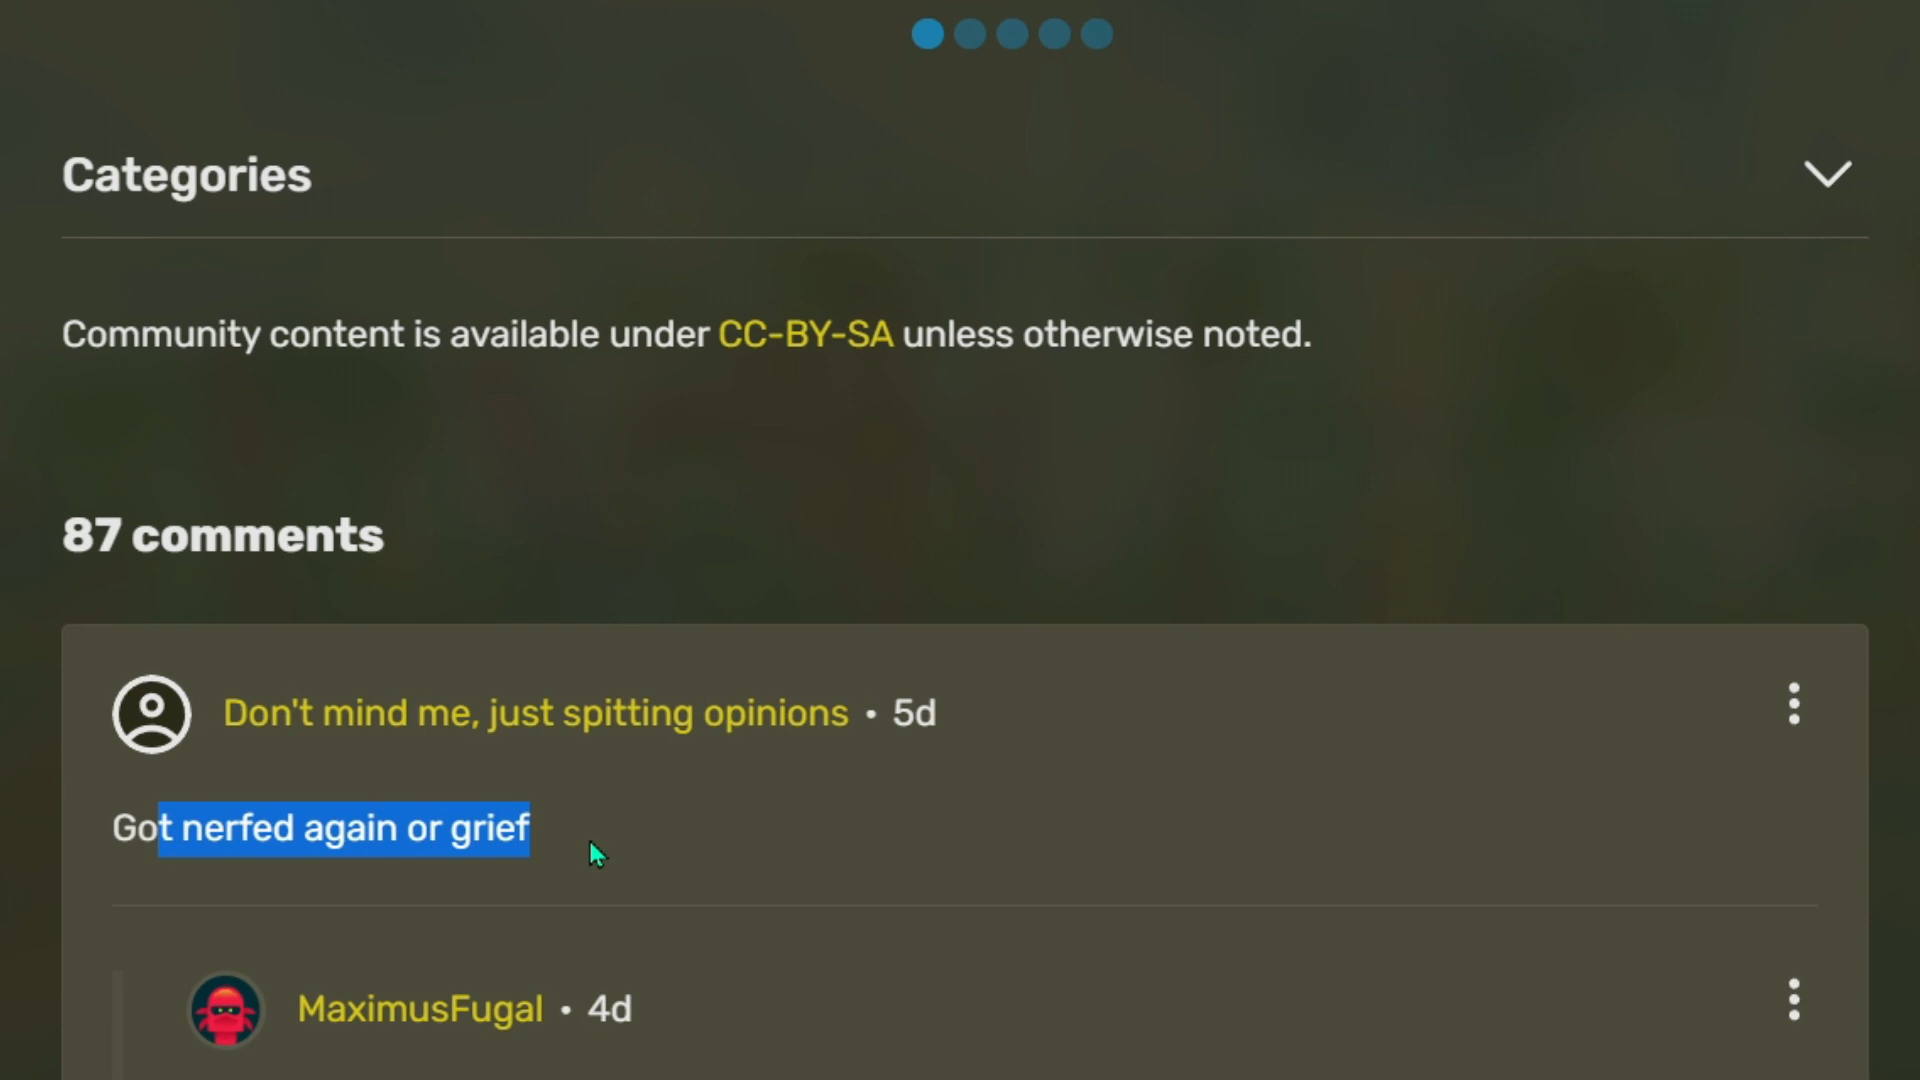 Categories
Community content is available under CC-BY-SA unless otherwise noted.
87 comments
Don't mind me, just spitting opinions • 5d
Got nerfed again or grief
MaximusFugal • 4d